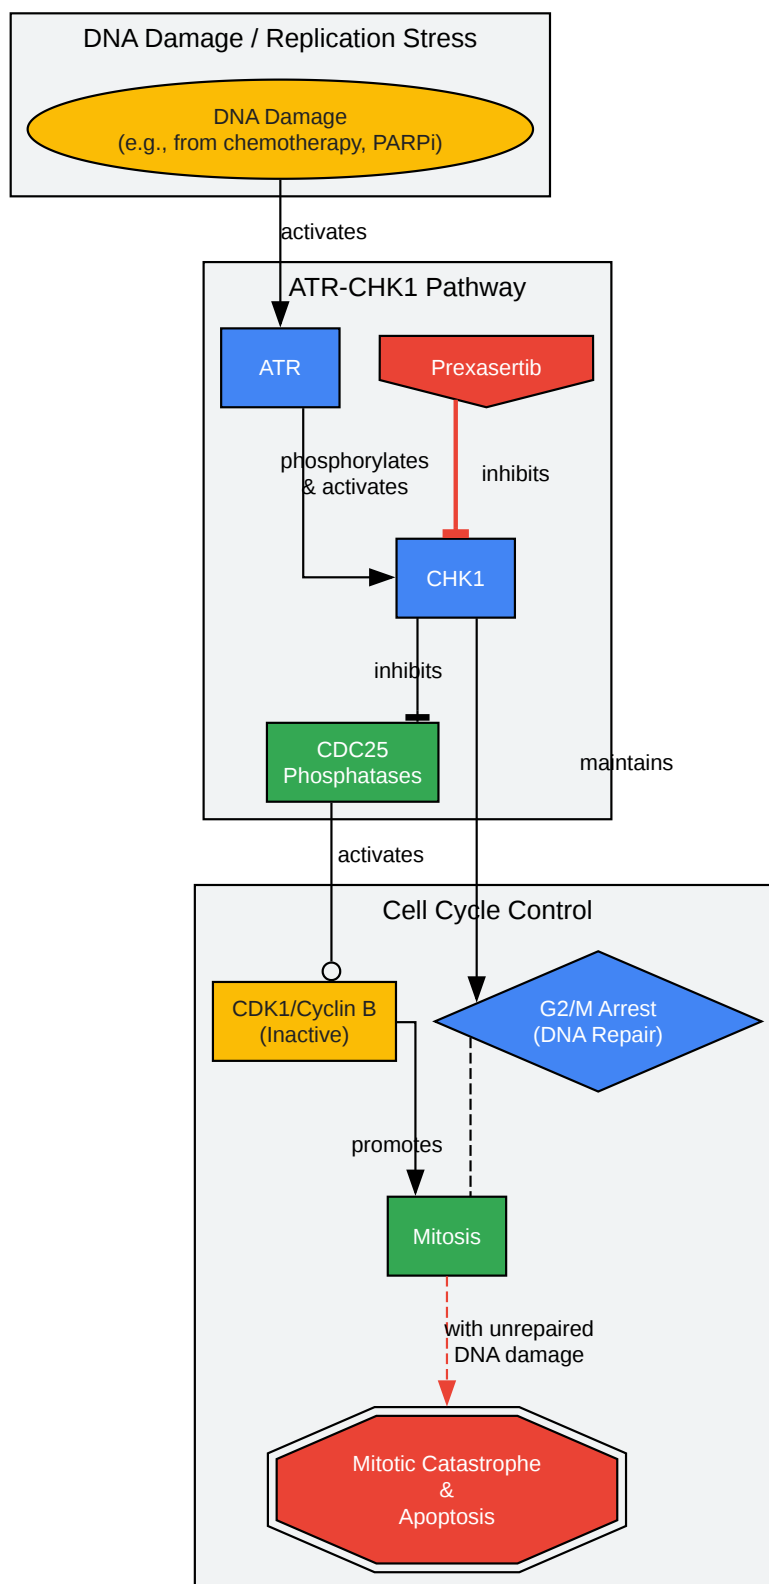 DNA Damage / Replication Stress
DNA Damage
(e.g., from chemotherapy, PARPi)
activates
ATR-CHK1 Pathway
ATR
Prexasertib
phosphorylates
& activates
inhibits
CHK1
inhibits
CDC25
Phosphatases
maintains
activates
Cell Cycle Control
CDK1/Cyclin B
(Inactive)
G2/M Arrest
(DNA Repair)
promotes
Mitosis
with unrepaired
DNA damage
Mitotic Catastrophe
&
Apoptosis